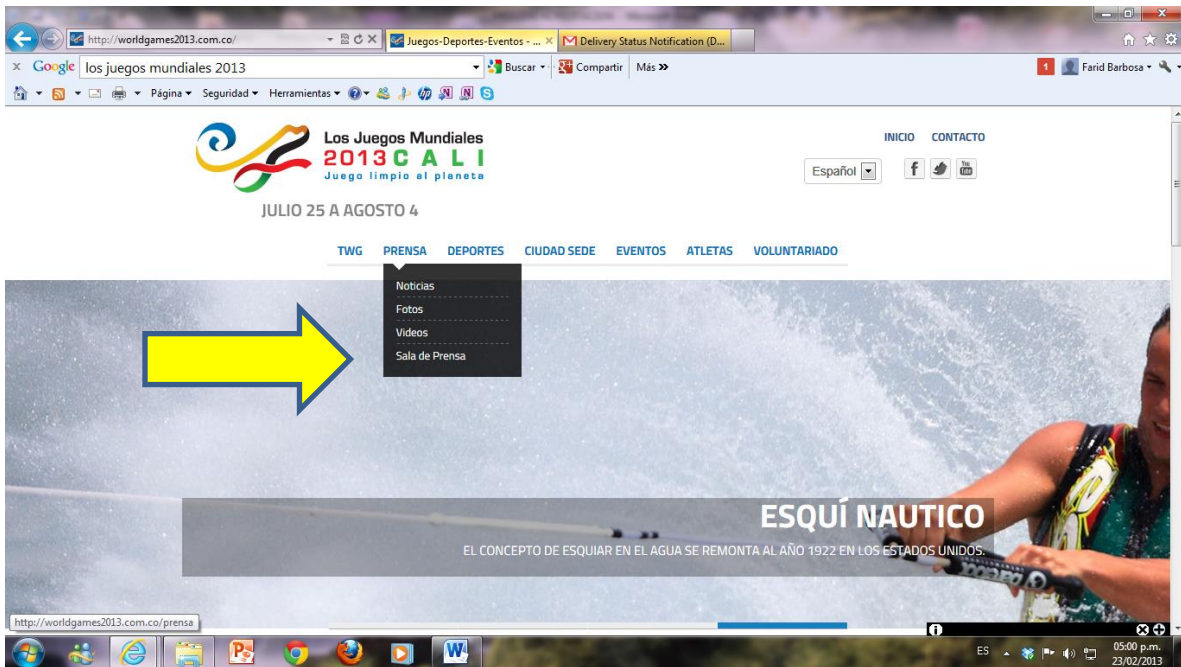 http://worldgames2013.com.co/
Juegos-Deportes-Eventos - ...
Delivery Status Notification (D...
x Google los juegos mundiales 2013
Buscar
Compartir
Más »
1
Farid Barbosa
Página
Seguridad
Herramientas
Los Juegos Mundiales
2013 CALI
Juego limpio al planeta
INICIO CONTACTO
Español
You Tube
JULIO 25 A AGOSTO 4
TWG PRENSA DEPORTES CIUDAD SEDE EVENTOS ATLETAS VOLUNTARIADO
Noticias
Fotos
Videos
Sala de Prensa
ESQUÍ NAUTICO
EL CONCEPTO DE ESQUIAR EN EL AGUA SE REMONTA AL AÑO 1922 EN LOS ESTADOS UNIDOS.
http://worldgames2013.com.co/prensa
ES
05:00 p.m.
23/02/2013